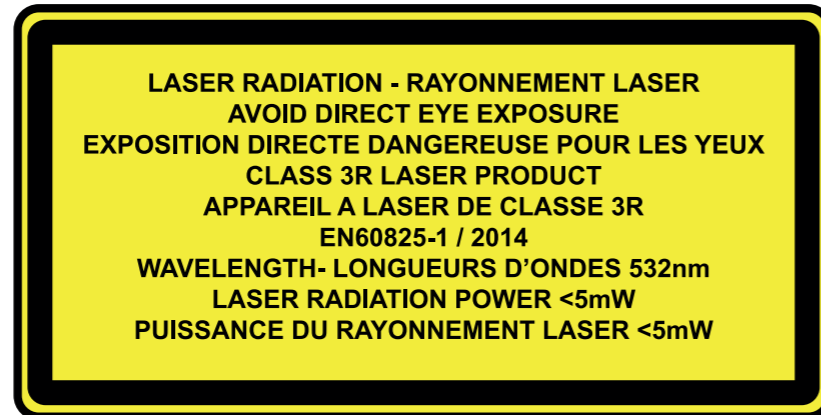 LASER RADIATION - RAYONNEMENT LASER
AVOID DIRECT EYE EXPOSURE
EXPOSITION DIRECTE DANGEREUSE POUR LES YEUX
CLASS 3R LASER PRODUCT
APPAREIL A LASER DE CLASSE 3R
EN60825-1 / 2014
WAVELENGTH- LONGUEURS D’ONDES 532nm
LASER RADIATION POWER <5mW
PUISSANCE DU RAYONNEMENT LASER <5mW